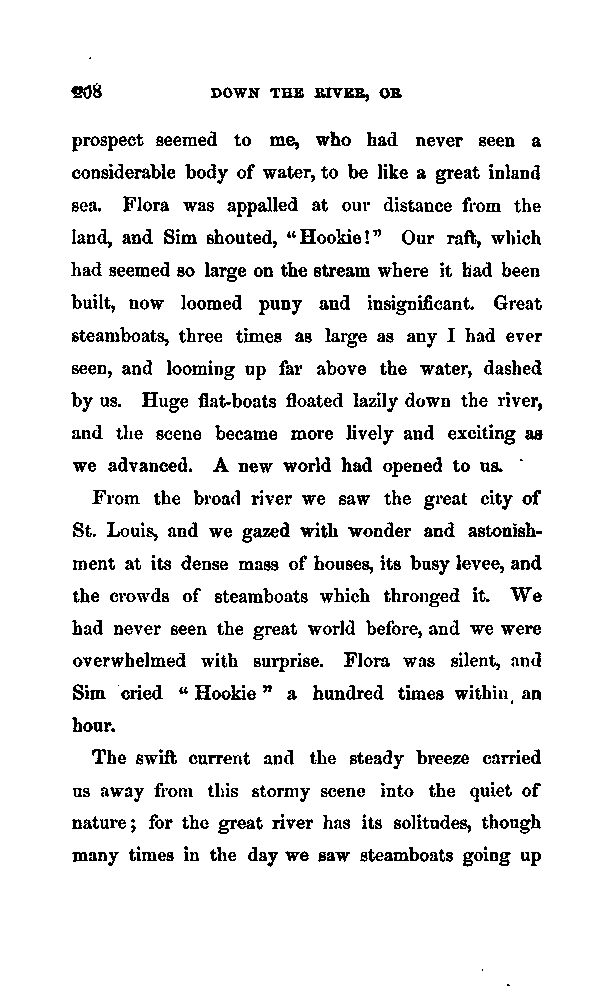 208 DOWN THE RIVER, OR
prospect seemed to me, who had never seen a
considerable body of water, to be like a great inland
sea. Flora was appalled at our distance from the
land, and Sim shouted, “Hookie!” Our raft, which
had seemed so large on the stream where it had been
built, now loomed puny and insignificant. Great
steamboats, three times as large as any I had ever
seen, and looming up far above the water, dashed
by us. Huge flat-boats floated lazily down the river,
and the scene became more lively and exciting as
we advanced. A new world had opened to us.
From the broad river we saw the great city of
St. Louis, and we gazed with wonder and astonish-
ment at its dense mass of houses, its busy levee, and
the crowds of steamboats which thronged it. We
had never seen the great world before, and we were
overwhelmed with surprise. Flora was silent, and
Sim cried “Hookie” a hundred times within an
hour.
The swift current and the steady breeze carried
us away from this stormy scene into the quiet of
nature; for the great river has its solitudes, though
many times in the day we saw steamboats going up